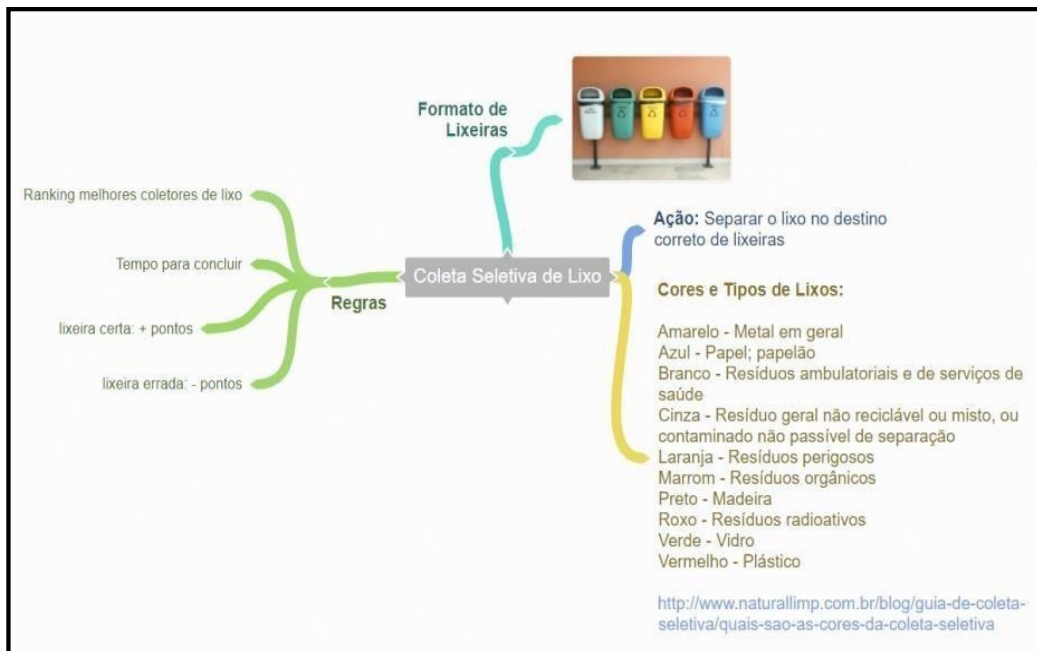 Formato de
Lixeiras
Ranking melhores coletores de lixo
Tempo para concluir
lixeira certa: + pontos
lixeira errada: - pontos
Regras
Coleta Seletiva de Lixo
Ação: Separar o lixo no destino
correto de lixeiras
Cores e Tipos de Lixos:
Amarelo - Metal em geral
Azul - Papel; papelão
Branco - Resíduos ambulatoriais e de serviços de
saúde
Cinza - Resíduo geral não reciclável ou misto, ou
contaminado não passível de separação
Laranja - Resíduos perigosos
Marrom - Resíduos orgânicos
Preto - Madeira
Roxo - Resíduos radioativos
Verde - Vidro
Vermelho - Plástico
http://www.naturallimp.com.br/blog/guia-de-coleta-
seletiva/quais-sao-as-cores-da-coleta-seletiva